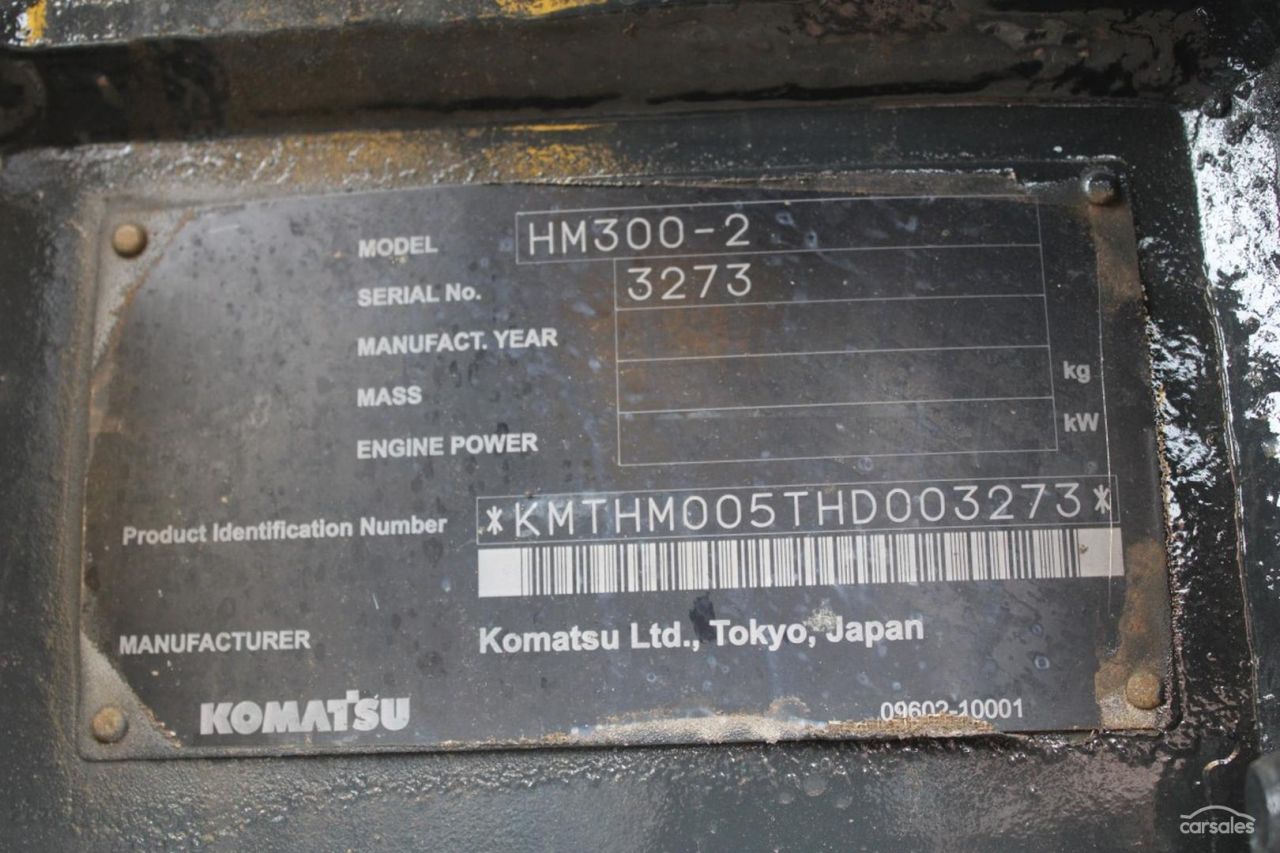 MODEL HM300-2
SERIAL No. 3273
MANUFACT. YEAR
MASS kg
ENGINE POWER kW
Product Identification Number *KMTHM005THD003273*
MANUFACTURER Komatsu Ltd., Tokyo, Japan
KOMATSU 09602-10001
carsales